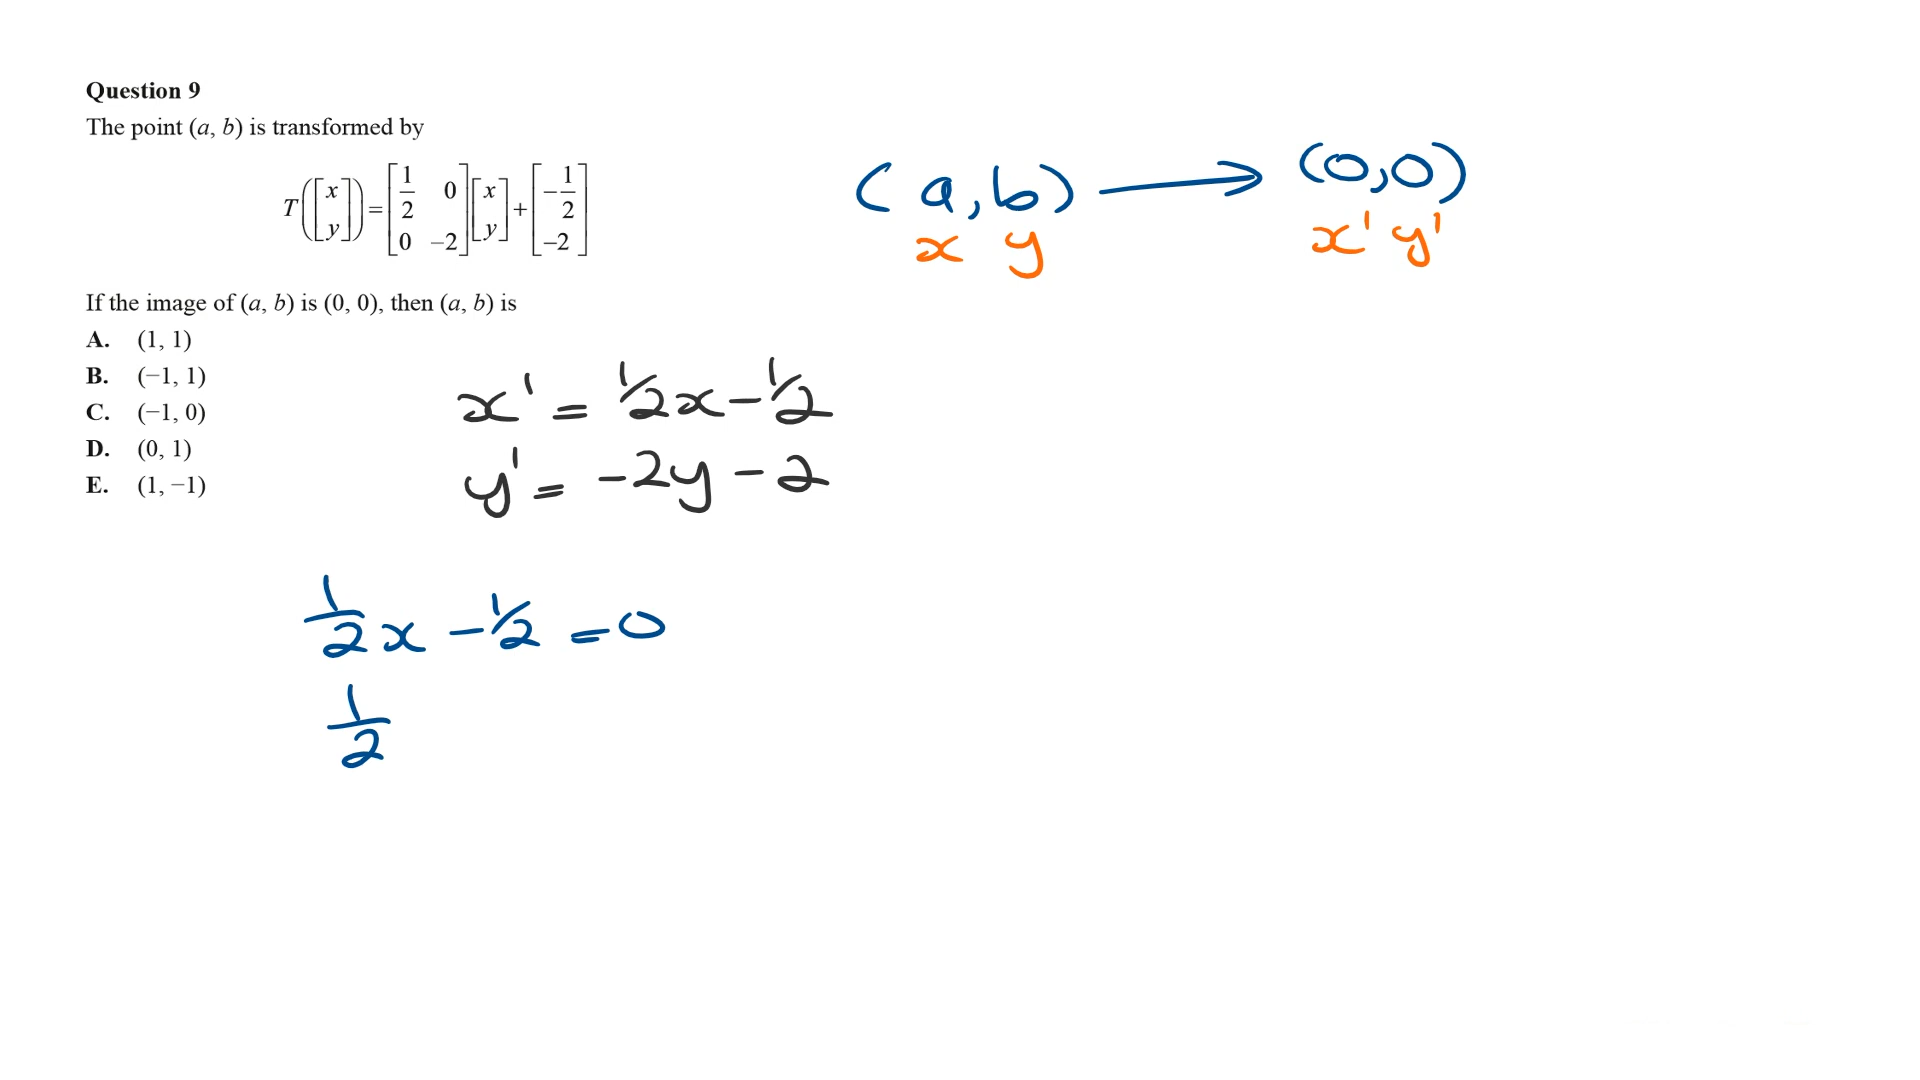 Question 9
The point (a, b) is transformed by
T([x y]) = [1/2 0 0 –2][x y] + [–1/2 –2]
If the image of (a, b) is (0, 0), then (a, b) is
A. (1, 1)
B. (−1, 1)
C. (−1, 0)
D. (0, 1)
E. (1, −1)
(a, b) → (0,0)
x y x' y'
x' = 1/2x - 1/2
y' = -2y - 2
1/2x - 1/2 = 0
1/2